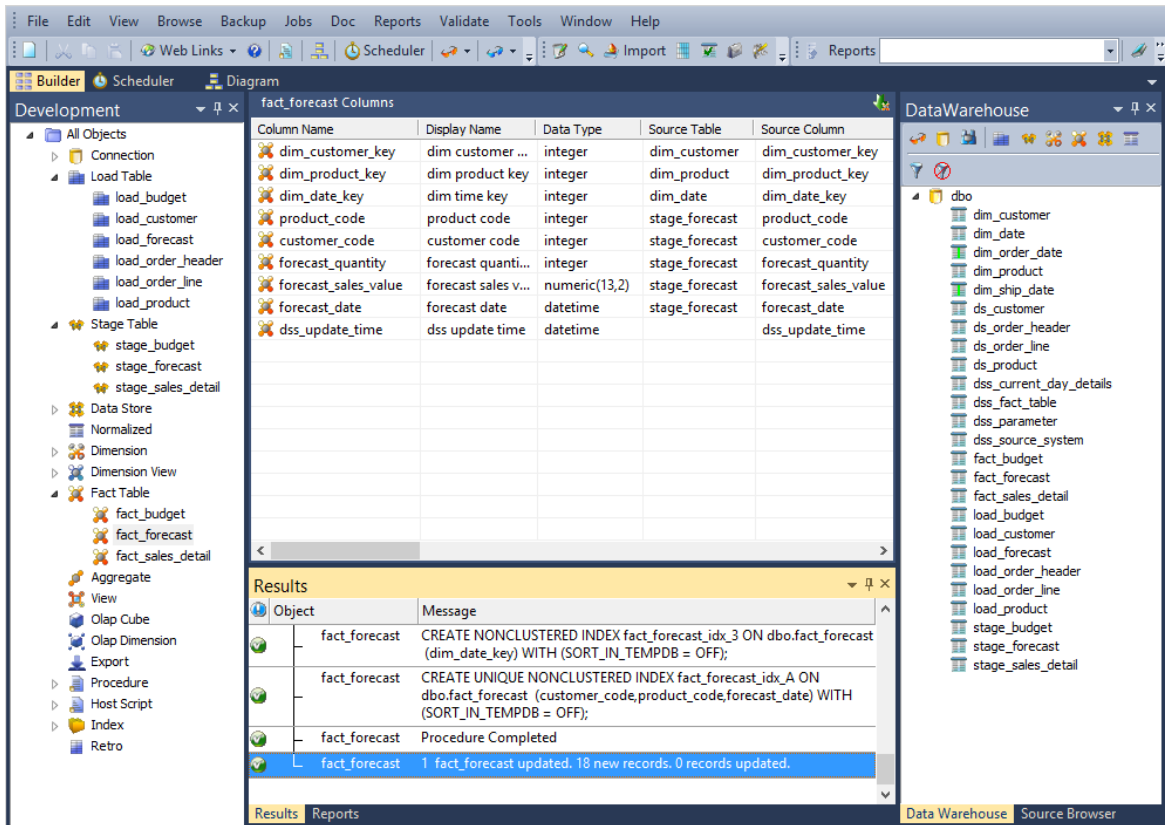 File Edit View Browse Backup Jobs Doc Reports Validate Tools Window Help
Web Links Scheduler Import Reports
Builder Scheduler Diagram
Development
All Objects
Connection
Load Table
load_budget
load_customer
load_forecast
load_order_header
load_order_line
load_product
Stage Table
stage_budget
stage_forecast
stage_sales_detail
Data Store
Normalized
Dimension
Dimension View
Fact Table
fact_budget
fact_forecast
fact_sales_detail
Aggregate
View
Olap Cube
Olap Dimension
Export
Procedure
Host Script
Index
Retro
fact_forecast Columns
Column Name Display Name Data Type Source Table Source Column
dim_customer_key dim customer ... integer dim_customer dim_customer_key
dim_product_key dim product key integer dim_product dim_product_key
dim_date_key dim time key integer dim_date dim_date_key
product_code product code integer stage_forecast product_code
customer_code customer code integer stage_forecast customer_code
forecast_quantity forecast quanti... integer stage_forecast forecast_quantity
forecast_sales_value forecast sales v... numeric(13,2) stage_forecast forecast_sales_value
forecast_date forecast date datetime stage_forecast forecast_date
dss_update_time dss update time datetime dss_update_time
Results
Object Message
fact_forecast CREATE NONCLUSTERED INDEX fact_forecast_idx_3 ON dbo.fact_forecast
(dim_date_key) WITH (SORT_IN_TEMPDB = OFF);
fact_forecast CREATE UNIQUE NONCLUSTERED INDEX fact_forecast_idx_A ON
dbo.fact_forecast (customer_code,product_code,forecast_date) WITH
(SORT_IN_TEMPDB = OFF);
fact_forecast Procedure Completed
fact_forecast 1 fact_forecast updated. 18 new records. 0 records updated.
Results Reports
DataWarehouse
dbo
dim_customer
dim_date
dim_order_date
dim_product
dim_ship_date
ds_customer
ds_order_header
ds_order_line
ds_product
dss_current_day_details
dss_fact_table
dss_parameter
dss_source_system
fact_budget
fact_forecast
fact_sales_detail
load_budget
load_customer
load_forecast
load_order_header
load_order_line
load_product
stage_budget
stage_forecast
stage_sales_detail
Data Warehouse Source Browser